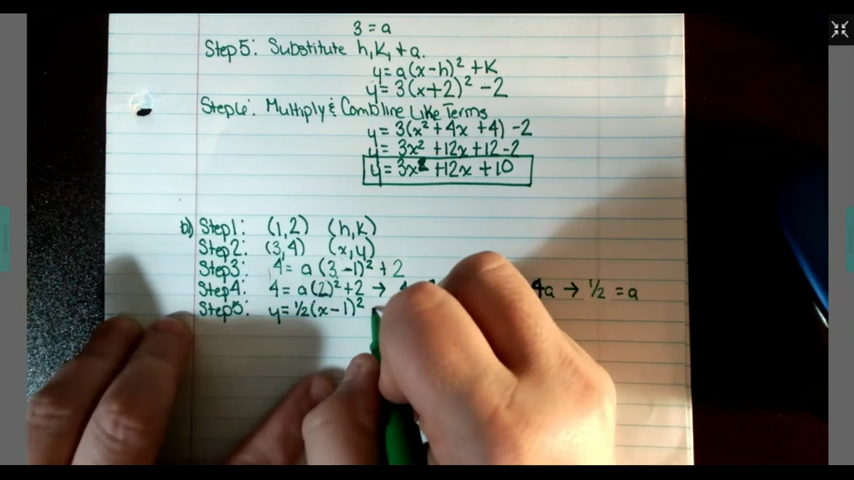 3 = a
Step 5: Substitute h, K, + a.
y = a(x-h)² + K
y = 3(x+2)² - 2
Step 6: Multiply & Combine Like Terms
y = 3(x² + 4x + 4) - 2
y = 3x² + 12x + 12 - 2
y = 3x² + 12x + 10
b) Step 1: (1,2) (h,K)
Step 2: (3,4) (x,y)
Step 3: 4 = a(3-1)² + 2
Step 4: 4 = a(2)² + 2 → 4a → 1/2 = a
Step 5: y = 1/2(x-1)²